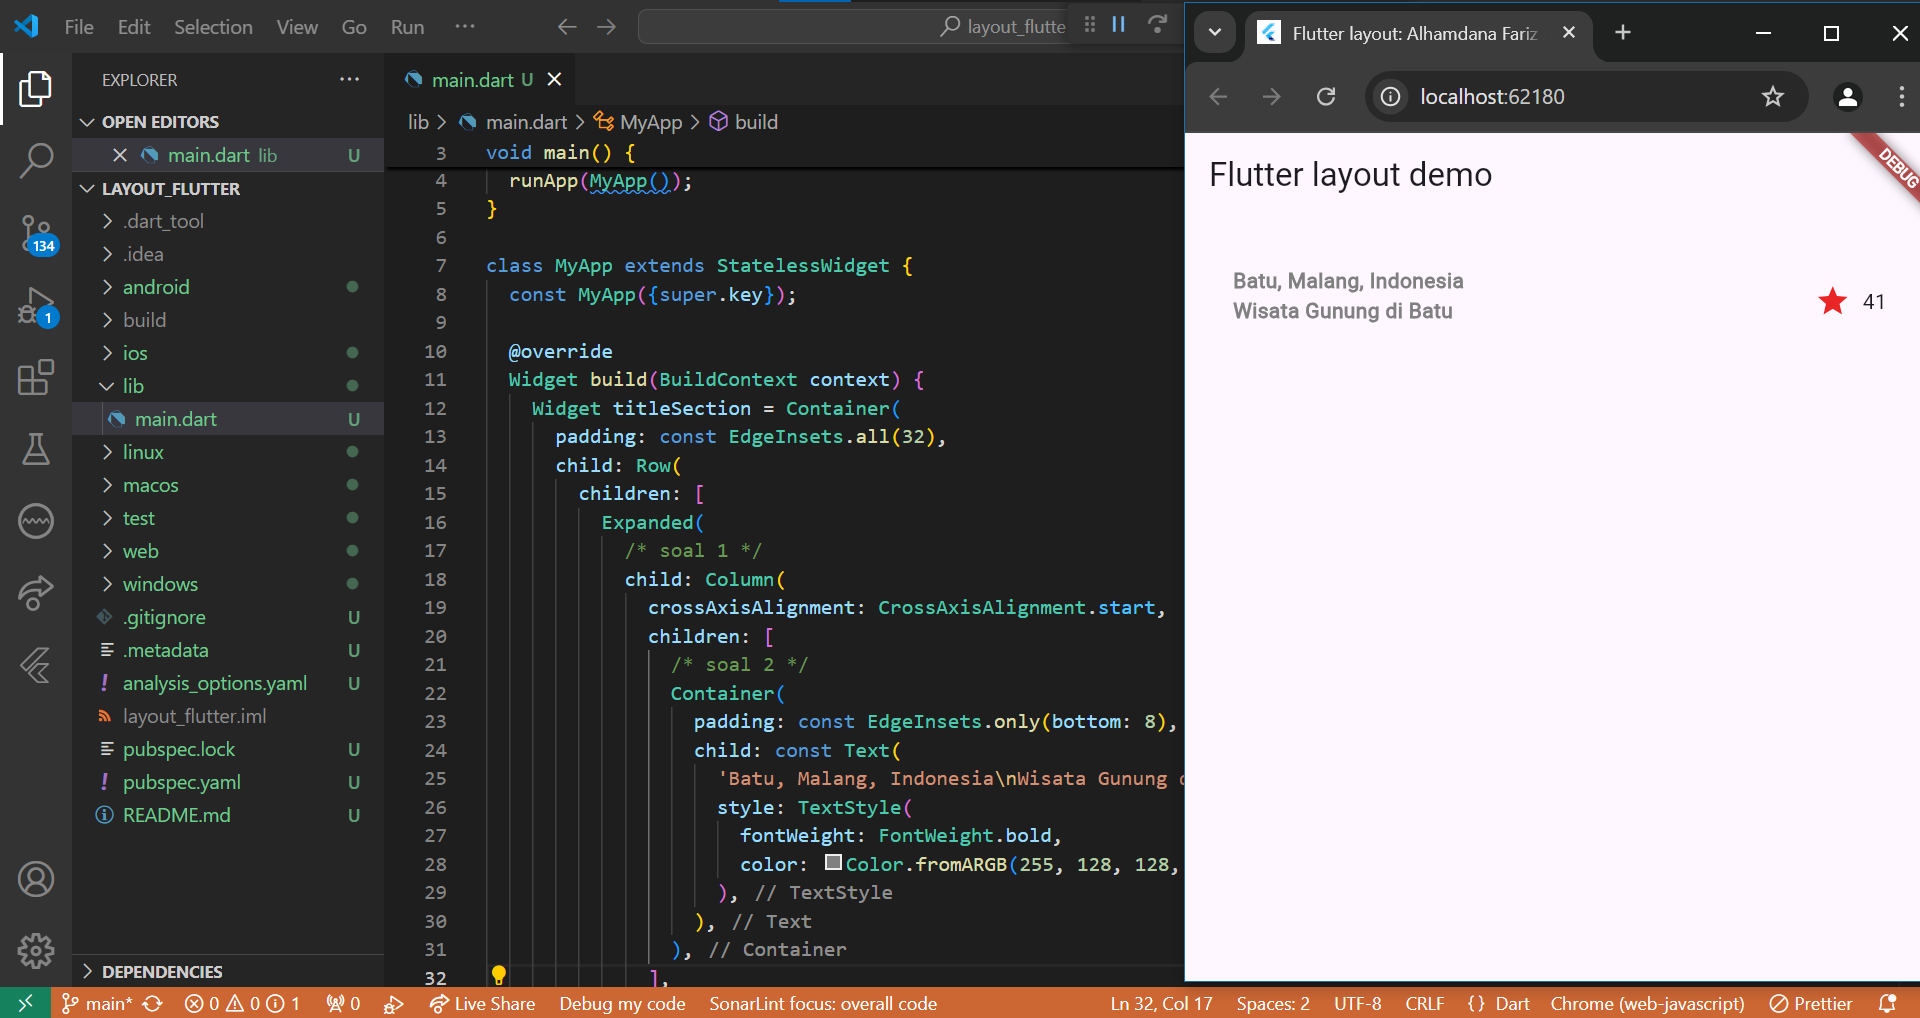 File Edit Selection View Go Run ··· layout_flutte
EXPLORER ···
OPEN EDITORS
main.dart lib U
LAYOUT_FLUTTER
.dart_tool
.idea
android
build
ios
lib
main.dart U
linux
macos
test
web
windows
.gitignore U
.metadata U
analysis_options.yaml U
layout_flutter.iml
pubspec.lock U
pubspec.yaml U
README.md U
DEPENDENCIES
134
1
main.dart U
lib > main.dart > MyApp > build
3 void main() {
4 runApp(MyApp());
5 }
6
7 class MyApp extends StatelessWidget {
8 const MyApp({super.key});
9
10 @override
11 Widget build(BuildContext context) {
12 Widget titleSection = Container(
13 padding: const EdgeInsets.all(32),
14 child: Row(
15 children: [
16 Expanded(
17 /* soal 1 */
18 child: Column(
19 crossAxisAlignment: CrossAxisAlignment.start,
20 children: [
21 /* soal 2 */
22 Container(
23 padding: const EdgeInsets.only(bottom: 8),
24 child: const Text(
25 'Batu, Malang, Indonesia\nWisata Gunung
26 style: TextStyle(
27 fontWeight: FontWeight.bold,
28 color: Color.fromARGB(255, 128, 128,
29 ), // TextStyle
30 ), // Text
31 ), // Container
32 ],
Flutter layout: Alhamdana Fariz
localhost:62180
DEBUG
Flutter layout demo
Batu, Malang, Indonesia
Wisata Gunung di Batu
41
main* 0 0 1 0 Live Share Debug my code SonarLint focus: overall code Ln 32, Col 17 Spaces: 2 UTF-8 CRLF {} Dart Chrome (web-javascript) Prettier